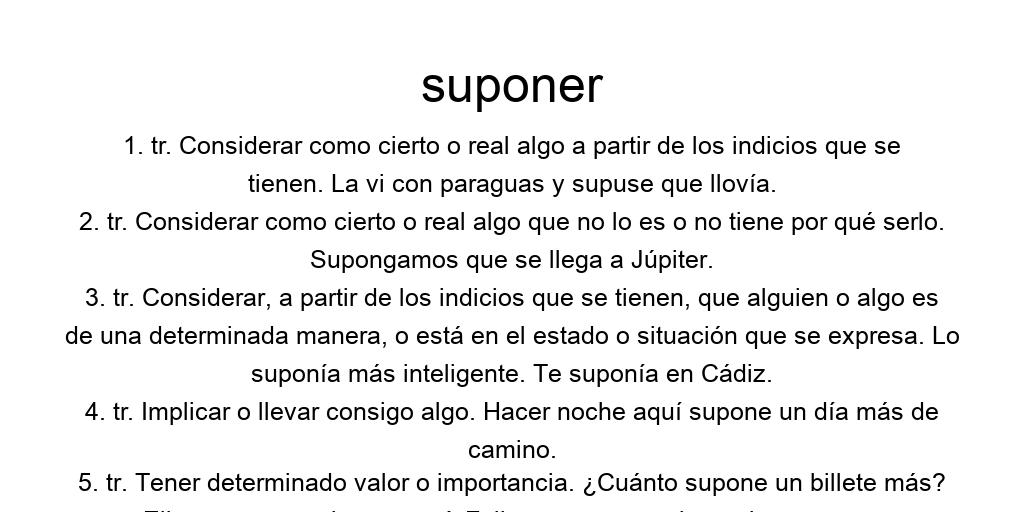 suponer
1. tr. Considerar como cierto o real algo a partir de los indicios que se
tienen. La vi con paraguas y supuse que llovía.
2. tr. Considerar como cierto o real algo que no lo es o no tiene por qué serlo.
Supongamos que se llega a Júpiter.
3. tr. Considerar, a partir de los indicios que se tienen, que alguien o algo es
de una determinada manera, o está en el estado o situación que se expresa. Lo
suponía más inteligente. Te suponía en Cádiz.
4. tr. Implicar o llevar consigo algo. Hacer noche aquí supone un día más de
camino.
5. tr. Tener determinado valor o importancia. ¿Cuánto supone un billete más?